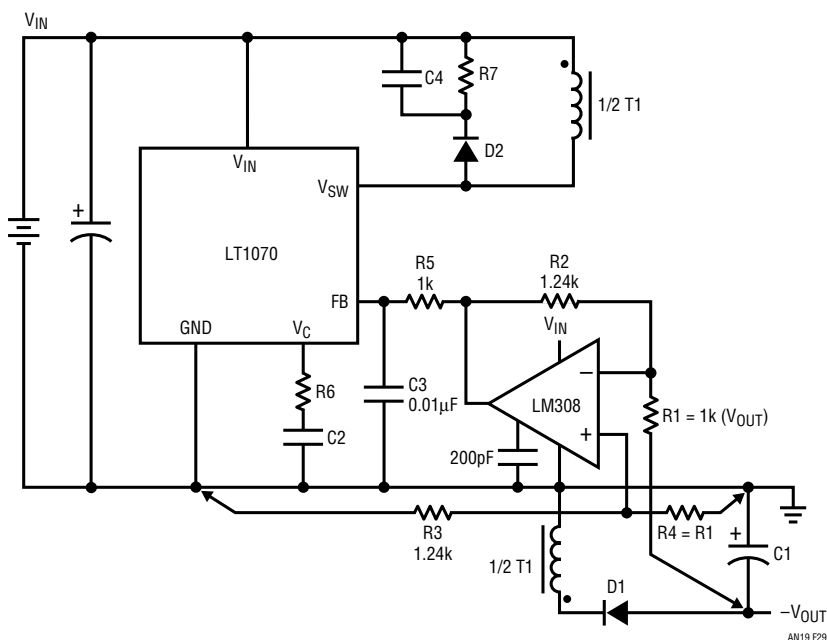 VIN
C4
R7
1/2 T1
D2
VIN
VSW
+
LT1070
R5
1k
R2
1.24k
FB
VIN
GND
VC
−
R6
C3
0.01µF
LM308
R1 = 1k (VOUT)
+
C2
200pF
R3
1.24k
R4 = R1
+
C1
1/2 T1
D1
−VOUT
AN19 F29